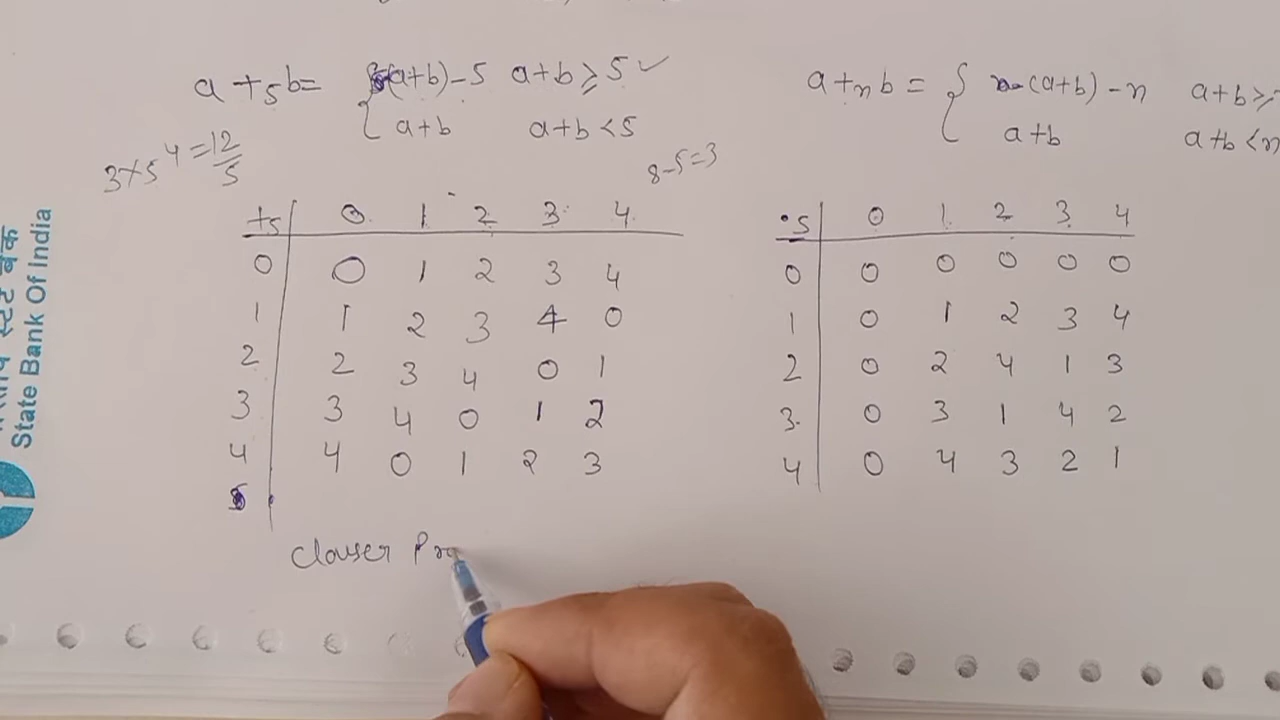 a +₅ b = { (a+b) - 5 a+b ≥ 5 ✓
a+b a+b < 5
3 ×₅ 4 = 12/5
8-5=3
+₅ 0 1 2 3 4
0 0 1 2 3 4
1 1 2 3 4 0
2 2 3 4 0 1
3 3 4 0 1 2
4 4 0 1 2 3
Clouser Pro
a +ₙ b = { (a+b) - n a+b ≥
a+b a+b < n
•₅ 0 1 2 3 4
0 0 0 0 0 0
1 0 1 2 3 4
2 0 2 4 1 3
3 0 3 1 4 2
4 0 4 3 2 1
स्टेट बैंक
State Bank Of India